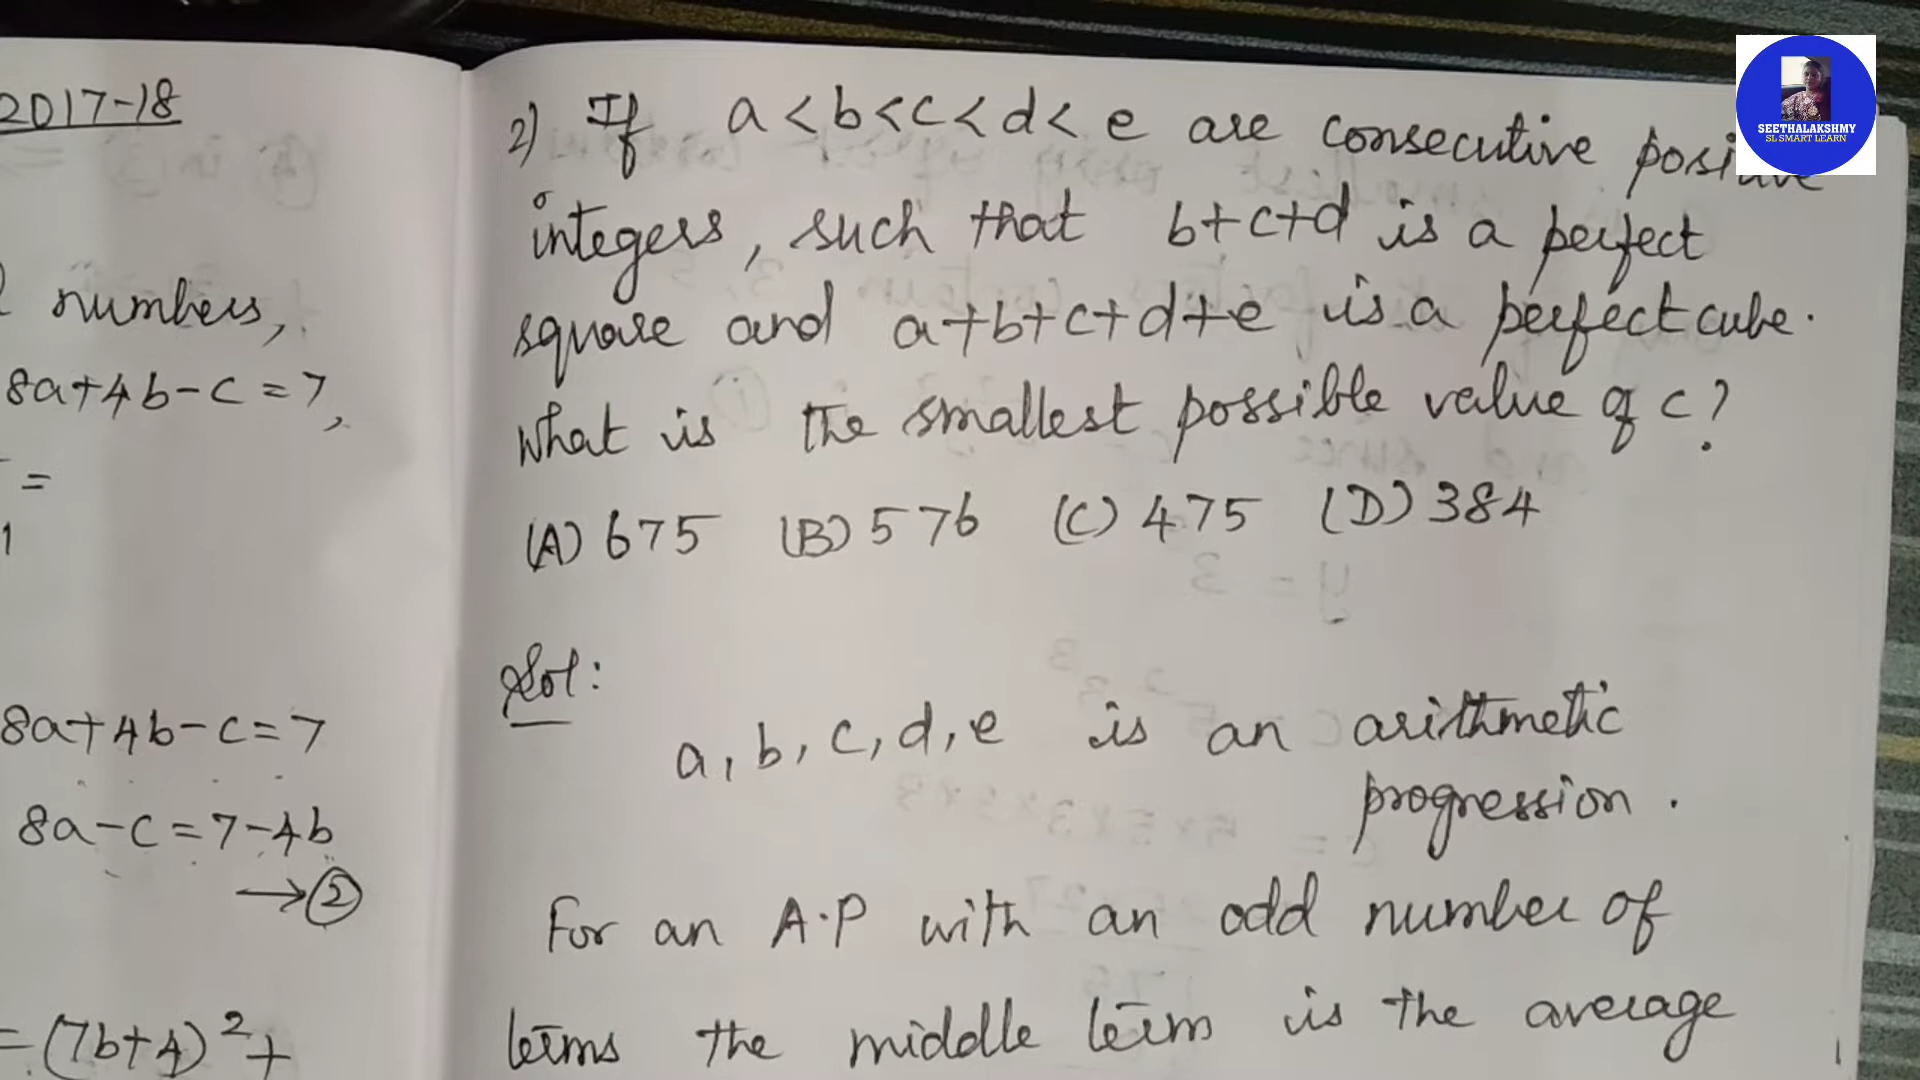 2017-18
numbers,
8a+4b-c=7,
=
1
8a+4b-c=7
8a-c=7-4b
→②
=(7b+4)²+
2) If a<b<c<d<e are consecutive positive
integers, such that b+c+d is a perfect
square and a+b+c+d+e is a perfect cube.
What is the smallest possible value of c?
(A) 675 (B) 576 (C) 475 (D) 384
Sol:
a, b, c, d, e is an arithmetic
progression.
For an A.P with an odd number of
terms the middle term is the average
SEETHALAKSHMY
SL SMART LEARN